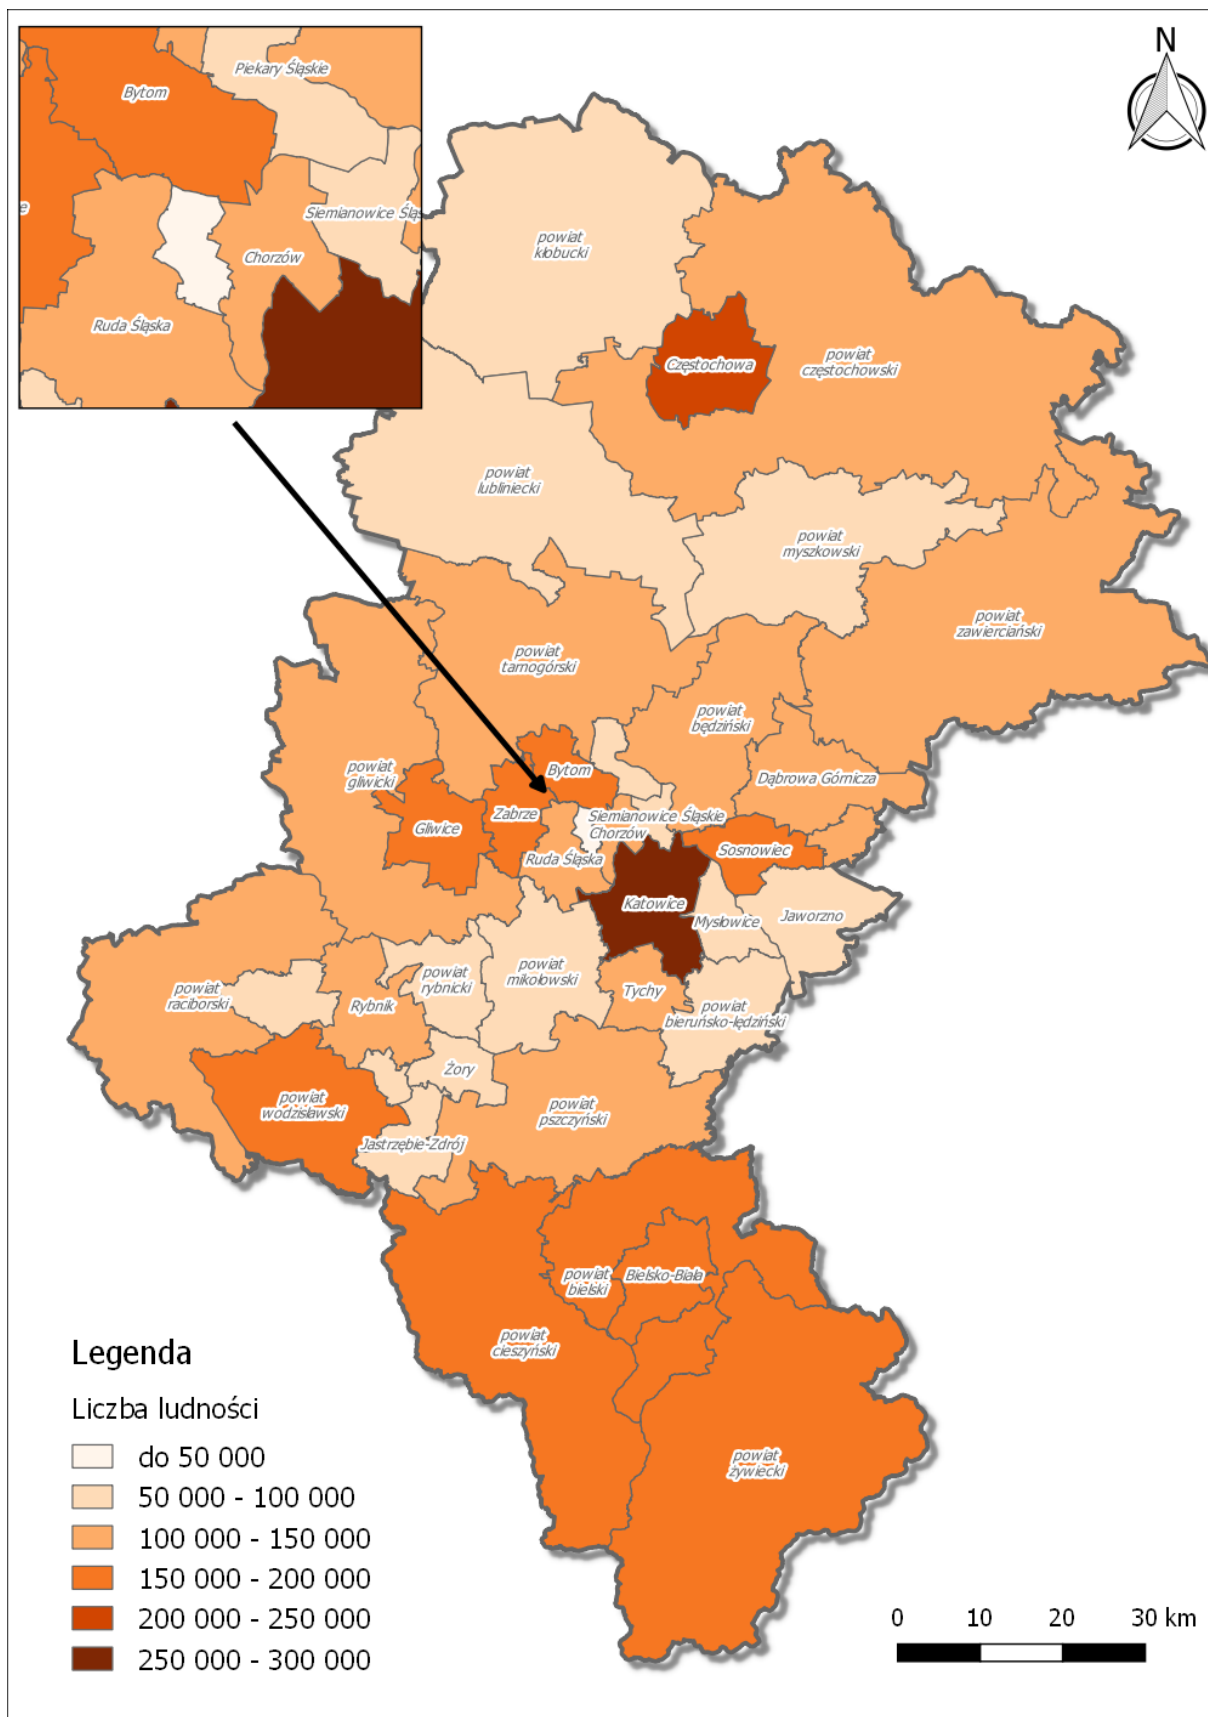 Piekary Śląskie
Bytom
e
Siemianowice Ślą
Chorzów
Ruda Śląska
N
powiat
kłobucki
Częstochowa
powiat
częstochowski
powiat
lubliniecki
powiat
myszkowski
powiat
zawierciański
powiat
tarnogórski
powiat
będziński
powiat
gliwicki
Bytom
Dąbrowa Górnicza
Zabrze
Gliwice
Siemianowice Śląskie
Chorzów
Sosnowiec
Ruda Śląska
Katowice
Mysłowice
Jaworzno
powiat
raciborski
Rybnik
powiat
rybnicki
powiat
mikołowski
Tychy
powiat
bieruńsko-lędziński
Żory
powiat
wodzisławski
powiat
pszczyński
Jastrzębie-Zdrój
powiat
bielski
Bielsko-Biała
powiat
cieszyński
powiat
żywiecki
Legenda
Liczba ludności
do 50 000
50 000 - 100 000
100 000 - 150 000
150 000 - 200 000
200 000 - 250 000
250 000 - 300 000
0 10 20 30 km